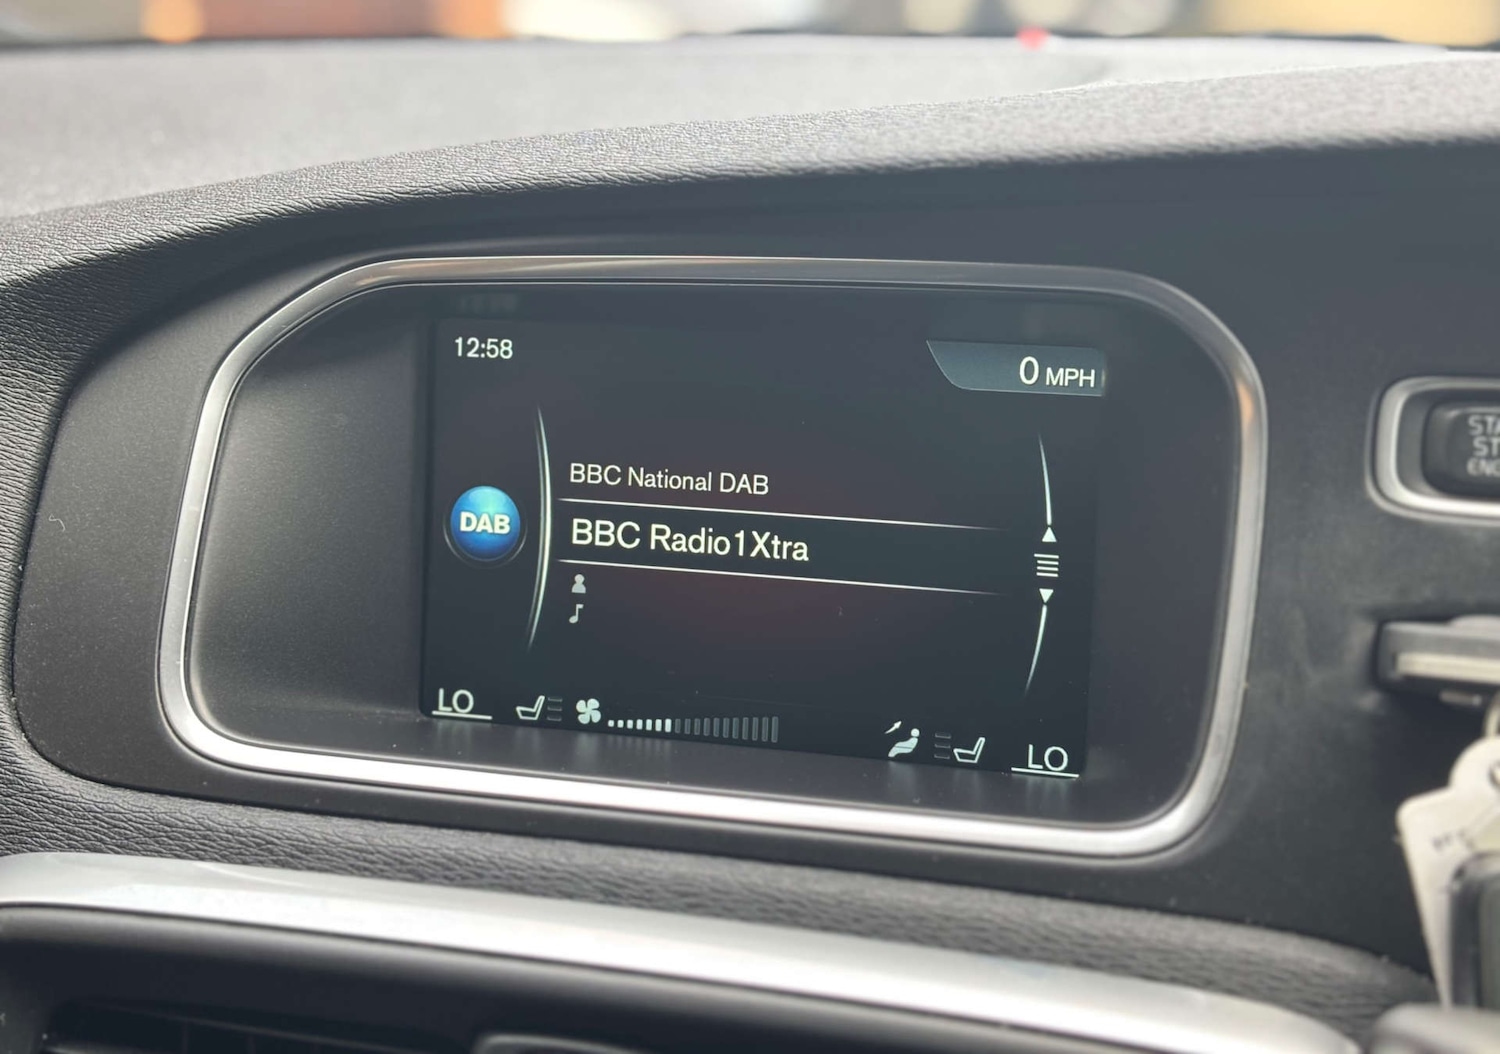 12:58
0 MPH
BBC National DAB
DAB
BBC Radio1Xtra
LO
LO